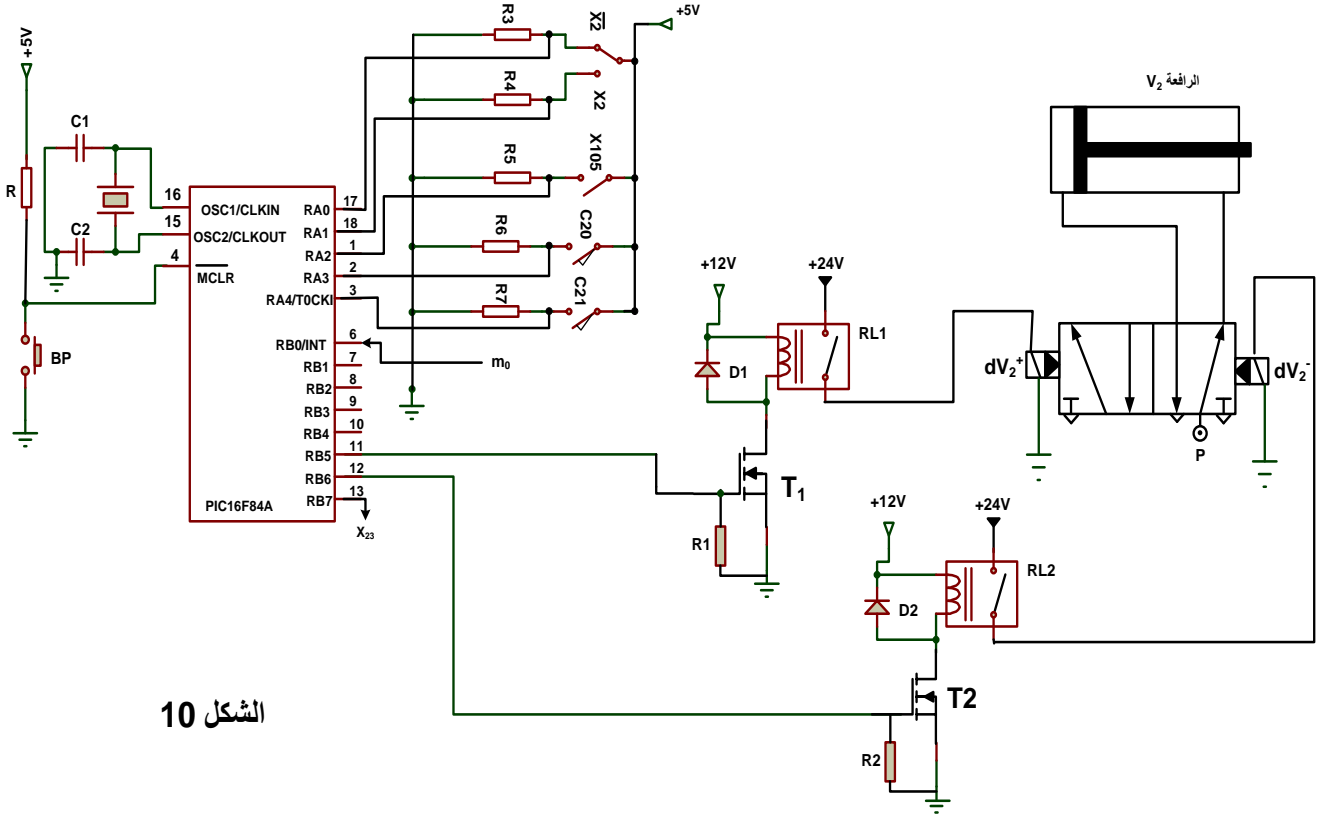 +5V
R
C1
C2
BP
16
15
4
OSC1/CLKIN
OSC2/CLKOUT
MCLR
PIC16F84A
RA0
RA1
RA2
RA3
RA4/T0CKI
RB0/INT
RB1
RB2
RB3
RB4
RB5
RB6
RB7
17
18
1
2
3
6
7
8
9
10
11
12
13
X₂₃
m₀
R3
R4
R5
R6
R7
X̅2̅
X2
X105
C20
C21
+5V
+12V
+24V
RL1
D1
T₁
R1
+12V
+24V
RL2
D2
T2
R2
الرافعة V₂
dV₂⁺
dV₂⁻
P
الشكل 10